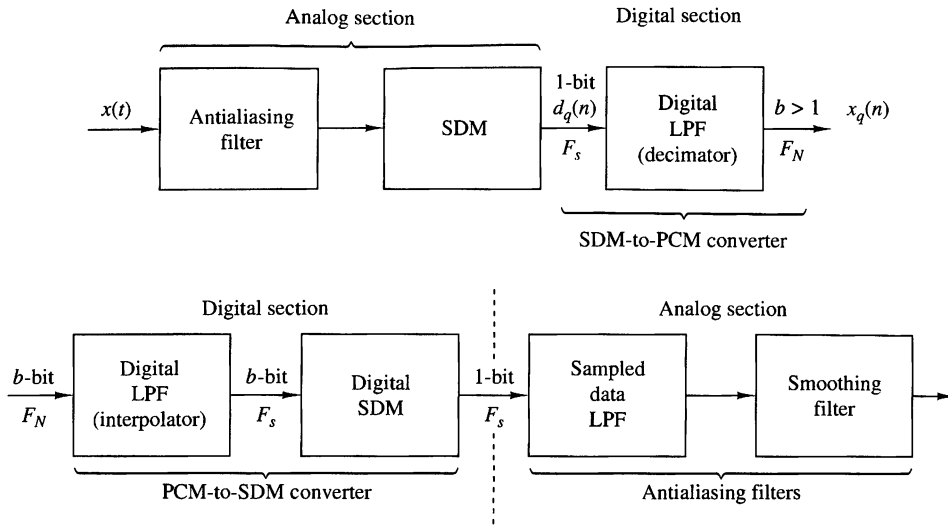 Analog section
Digital section
x(t)
Antialiasing
filter
SDM
1-bit
d_q(n)
F_s
Digital
LPF
(decimator)
b > 1
F_N
x_q(n)
SDM-to-PCM converter
Digital section
Analog section
b-bit
F_N
Digital
LPF
(interpolator)
b-bit
F_s
Digital
SDM
1-bit
F_s
Sampled
data
LPF
Smoothing
filter
PCM-to-SDM converter
Antialiasing filters